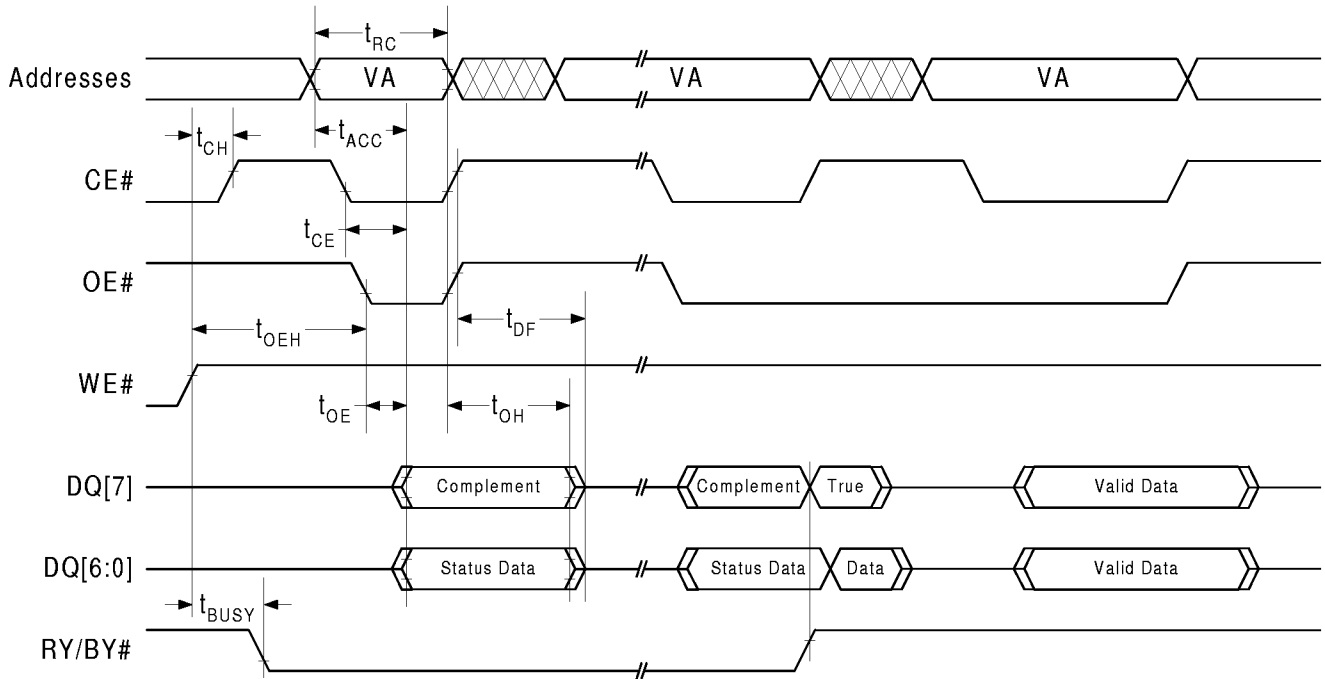 t_RC
Addresses VA VA VA
t_CH t_ACC
CE#
t_CE
OE#
t_OEH t_DF
WE#
t_OE t_OH
DQ[7] Complement Complement True Valid Data
DQ[6:0] Status Data Status Data Data Valid Data
t_BUSY
RY/BY#